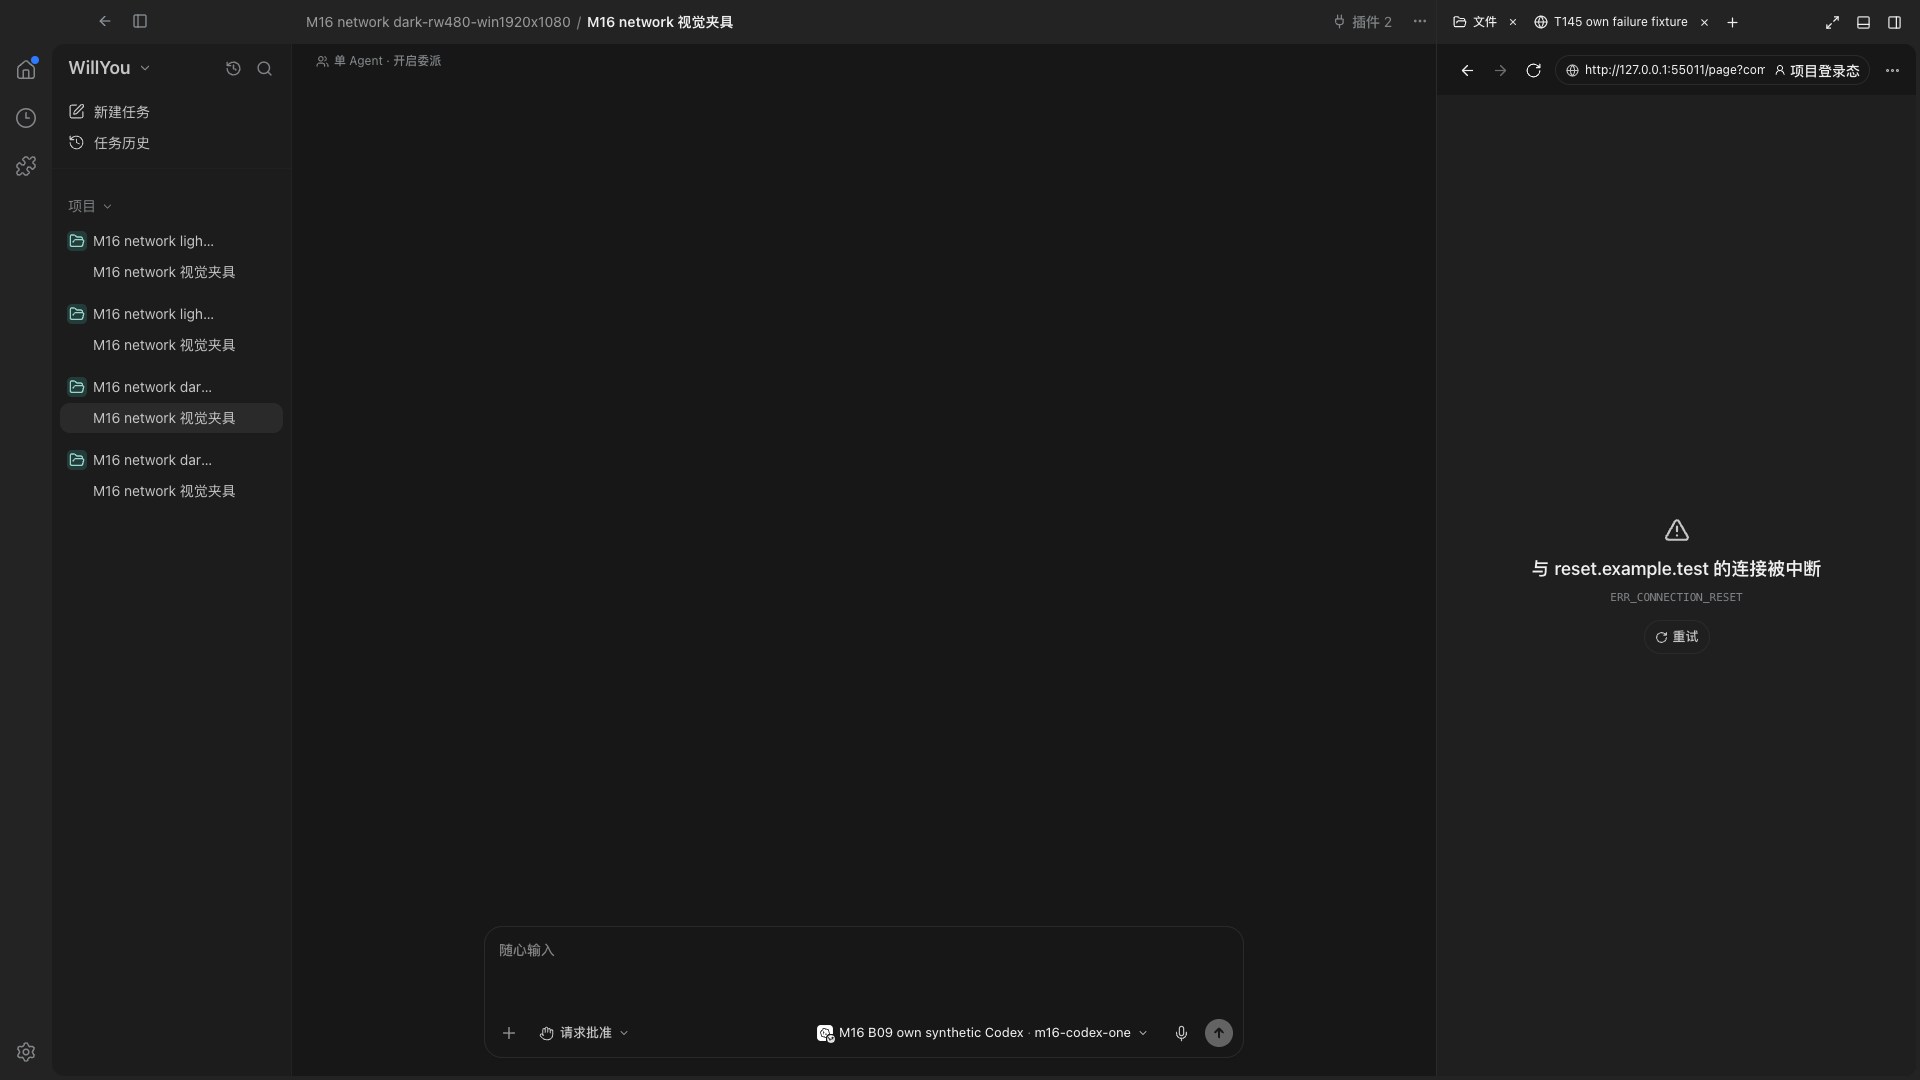 M16 network dark-rw480-win1920x1080 / M16 network 视觉夹具
插件 2
文件
T145 own failure fixture
WillYou
单 Agent · 开启委派
http://127.0.0.1:55011/page?com
项目登录态
新建任务
任务历史
项目
M16 network ligh...
M16 network 视觉夹具
M16 network ligh...
M16 network 视觉夹具
M16 network dar...
M16 network 视觉夹具
M16 network dar...
M16 network 视觉夹具
与 reset.example.test 的连接被中断
ERR_CONNECTION_RESET
重试
随心输入
请求批准
M16 B09 own synthetic Codex · m16-codex-one